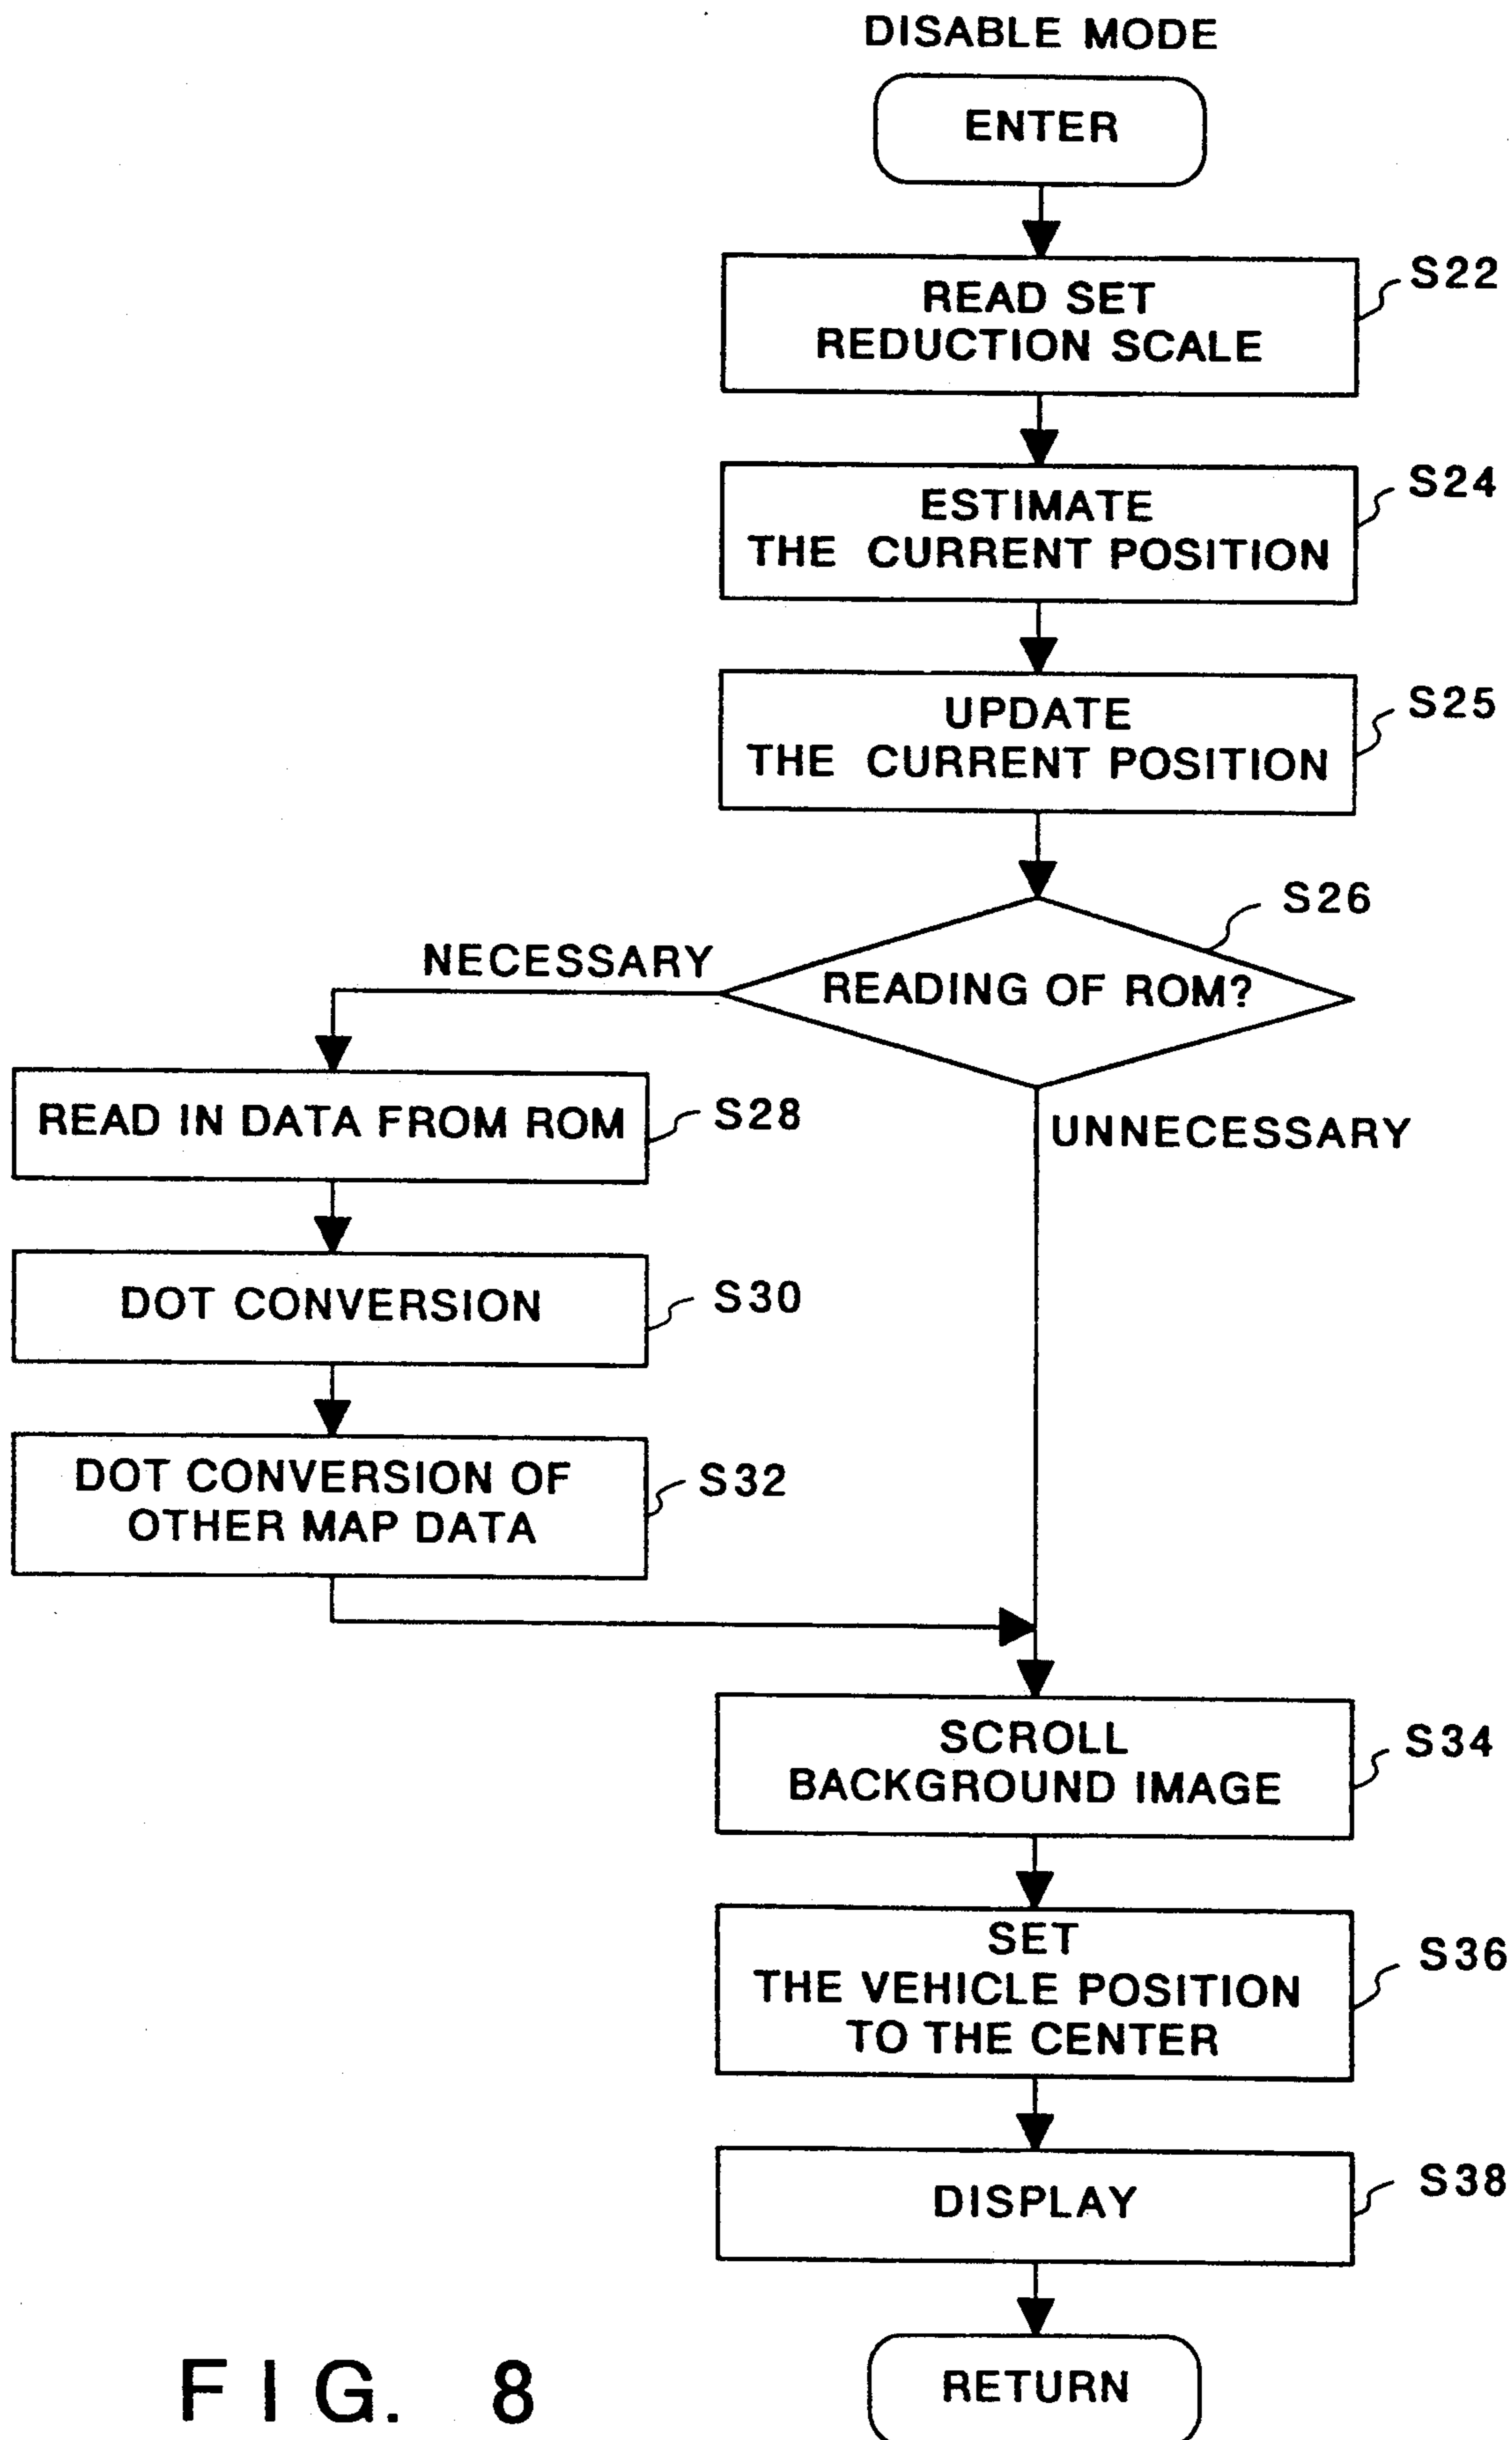 DISABLE MODE
ENTER
READ SET
REDUCTION SCALE
S22
ESTIMATE
THE CURRENT POSITION
S24
UPDATE
THE CURRENT POSITION
S25
S26
NECESSARY
READING OF ROM?
READ IN DATA FROM ROM
S28
UNNECESSARY
DOT CONVERSION
S30
DOT CONVERSION OF
OTHER MAP DATA
S32
SCROLL
BACKGROUND IMAGE
S34
SET
THE VEHICLE POSITION
TO THE CENTER
S36
DISPLAY
S38
RETURN
FIG. 8